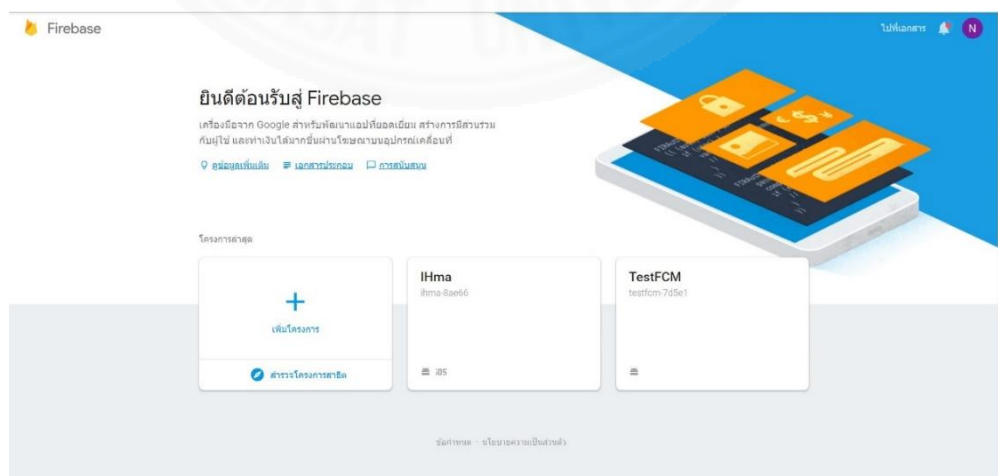 Firebase
ไปที่เอกสาร
N
ยินดีต้อนรับสู่ Firebase
เครื่องมือจาก Google สำหรับพัฒนาแอปที่ยอดเยี่ยม สร้างการมีส่วนร่วม
กับผู้ใช้ และทำเงินได้มากขึ้นผ่านโฆษณาบนอุปกรณ์เคลื่อนที่
ดูข้อมูลเพิ่มเติม เอกสารประกอบ การสนับสนุน
โครงการล่าสุด
เพิ่มโครงการ
สำรวจโครงการสาธิต
IHma
ihma-8ae66
iOS
TestFCM
testfcm-7d5e1
ข้อกำหนด - นโยบายความเป็นส่วนตัว